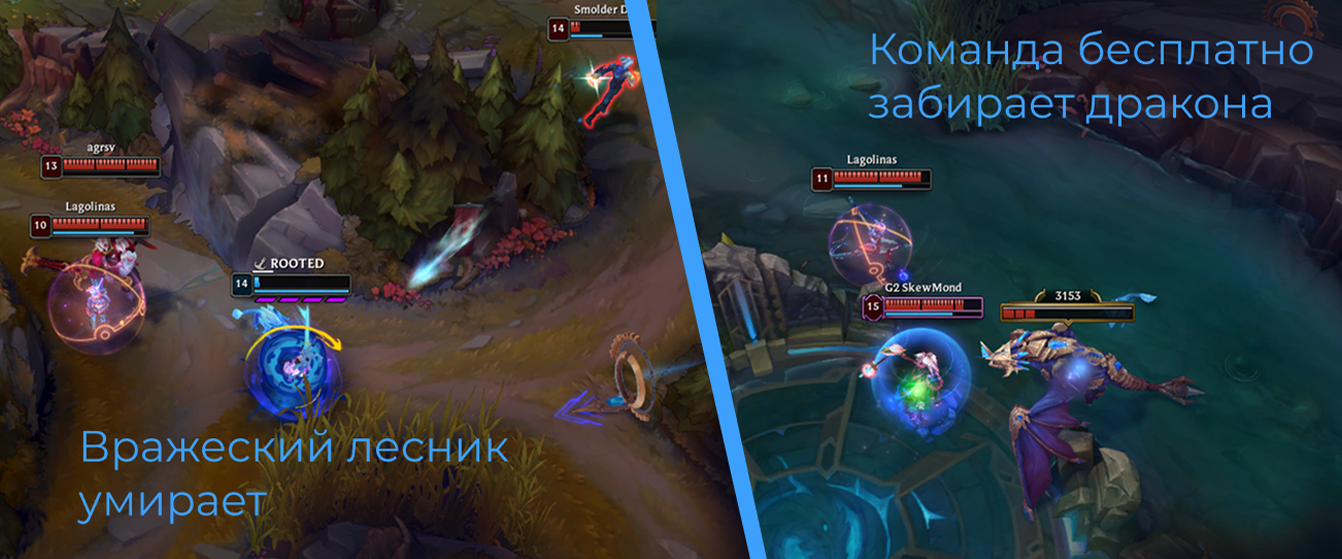 Smolder D
14
agrsv
13
Lagolinas
10
ROOTED
14
Вражеский лесник
умирает
Команда бесплатно
забирает дракона
Lagolinas
11
G2 SkewMond
15
3153